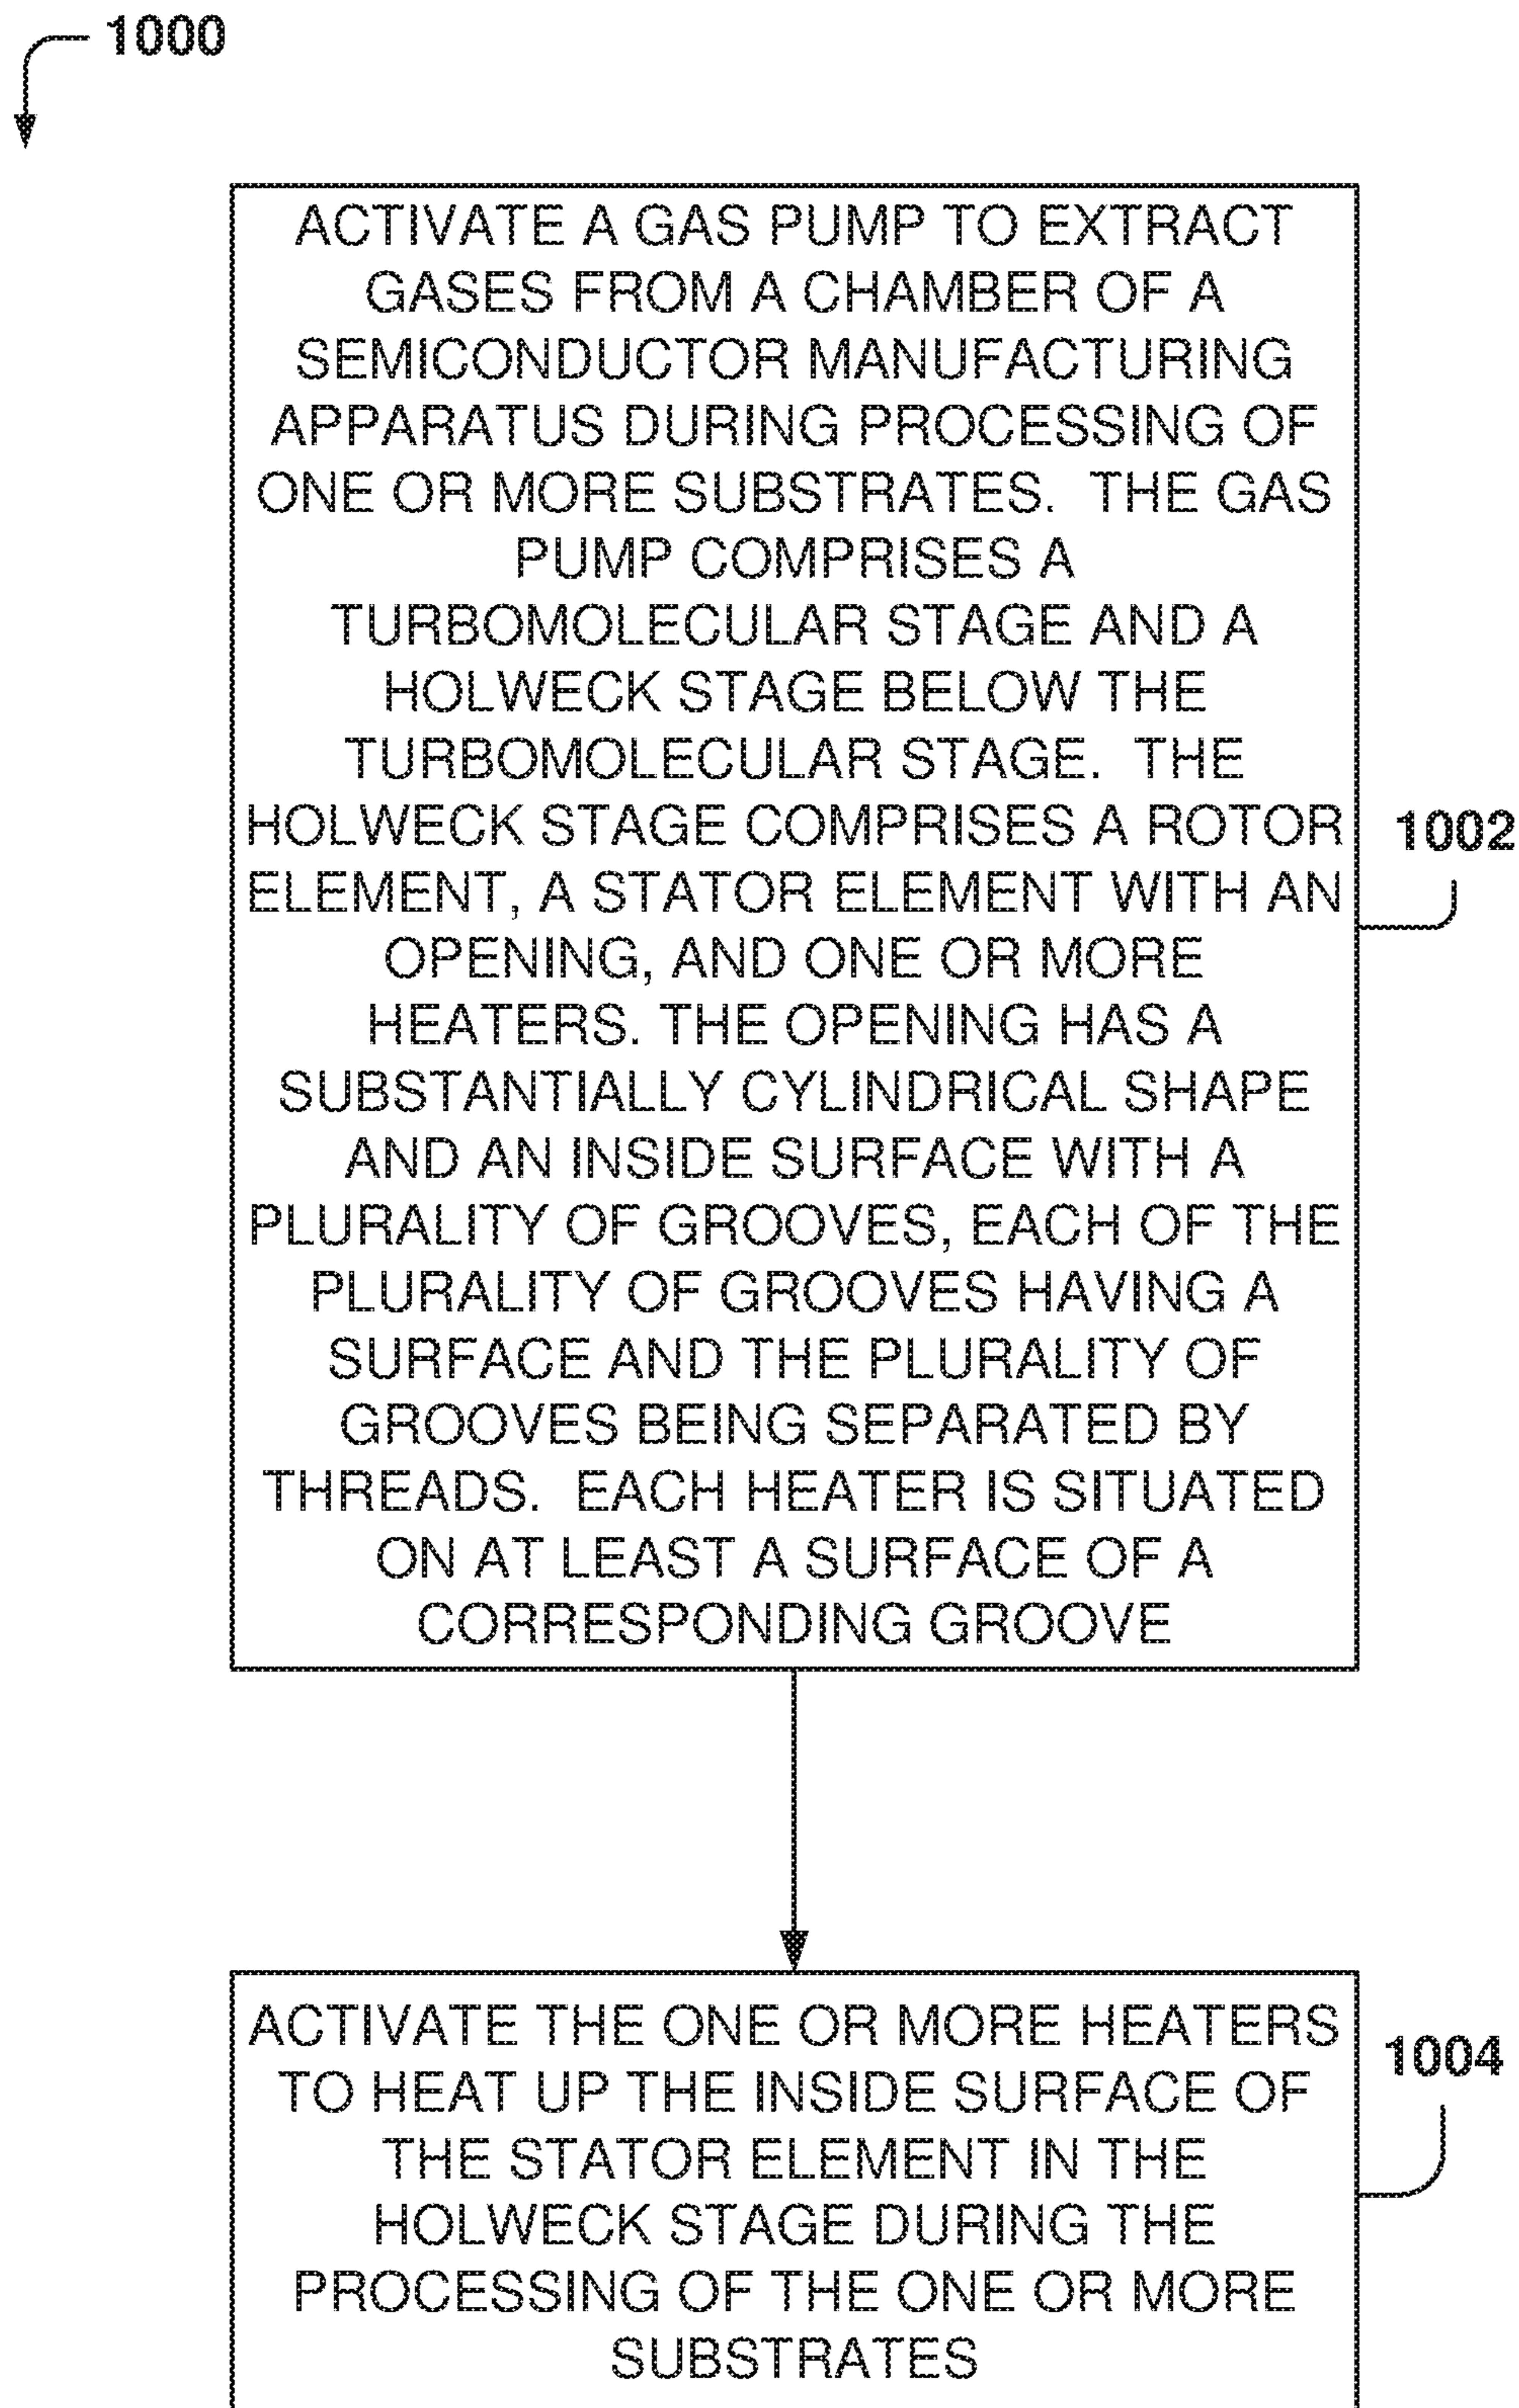 1000
ACTIVATE A GAS PUMP TO EXTRACT
GASES FROM A CHAMBER OF A
SEMICONDUCTOR MANUFACTURING
APPARATUS DURING PROCESSING OF
ONE OR MORE SUBSTRATES. THE GAS
PUMP COMPRISES A
TURBOMOLECULAR STAGE AND A
HOLWECK STAGE BELOW THE
TURBOMOLECULAR STAGE. THE
HOLWECK STAGE COMPRISES A ROTOR
ELEMENT, A STATOR ELEMENT WITH AN
OPENING, AND ONE OR MORE
HEATERS. THE OPENING HAS A
SUBSTANTIALLY CYLINDRICAL SHAPE
AND AN INSIDE SURFACE WITH A
PLURALITY OF GROOVES, EACH OF THE
PLURALITY OF GROOVES HAVING A
SURFACE AND THE PLURALITY OF
GROOVES BEING SEPARATED BY
THREADS. EACH HEATER IS SITUATED
ON AT LEAST A SURFACE OF A
CORRESPONDING GROOVE
1002
ACTIVATE THE ONE OR MORE HEATERS
TO HEAT UP THE INSIDE SURFACE OF
THE STATOR ELEMENT IN THE
HOLWECK STAGE DURING THE
PROCESSING OF THE ONE OR MORE
SUBSTRATES
1004